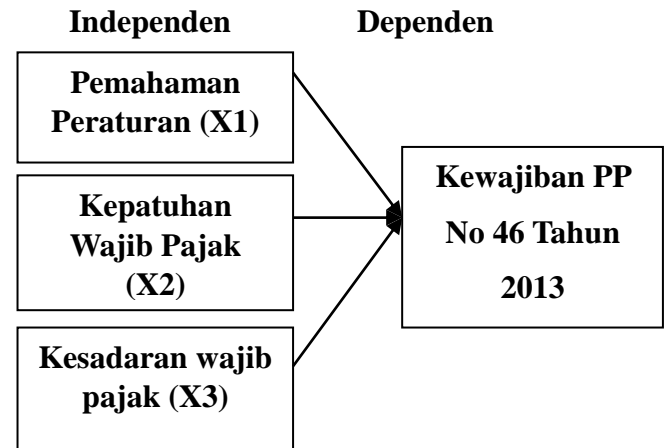 Independen
Dependen
Pemahaman
Peraturan (X1)
Kepatuhan
Wajib Pajak
(X2)
Kesadaran wajib
pajak (X3)
Kewajiban PP
No 46 Tahun
2013